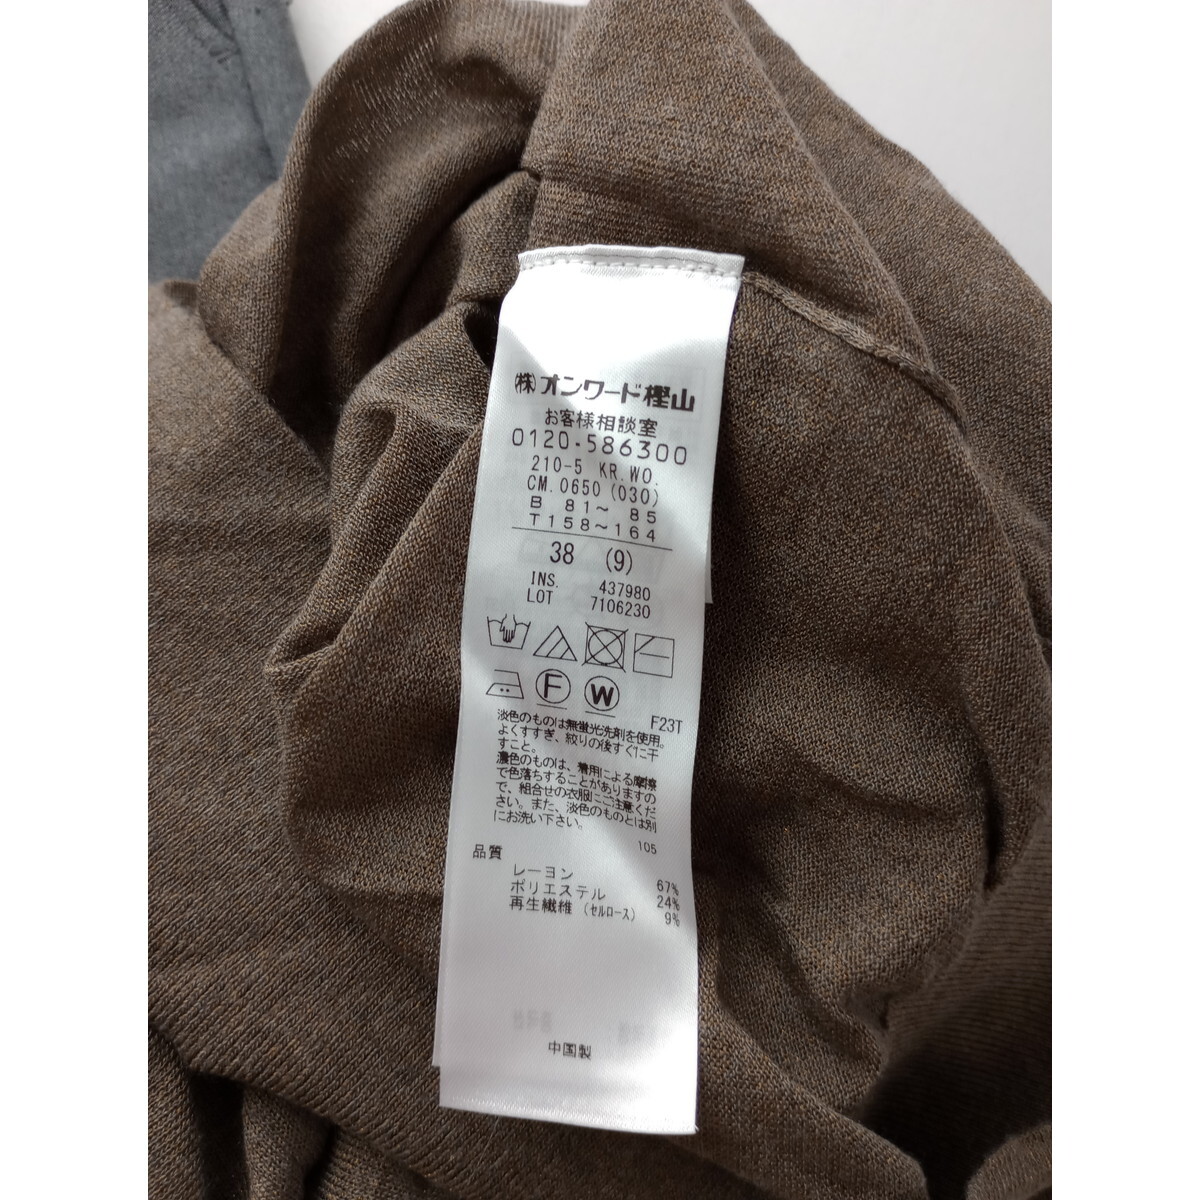 ㈱オンワード樫山
お客様相談室
0120-586300
210-5 KR.WO.
CM.0650 (030)
B 81～ 85
T 158～164
38 (9)
INS. 437980
LOT 7106230
F W
F23T
淡色のものは無蛍光洗剤を使用。
よくすすぎ、絞りの後すぐに干
すこと。
濃色のものは、着用による摩擦
で色落ちすることがありますの
で、組合せの衣服にご注意くだ
さい。また、淡色のものとは別
にお洗い下さい。
105
品質
レーヨン 67%
ポリエステル 24%
再生繊維（セルロース） 9%
中国製